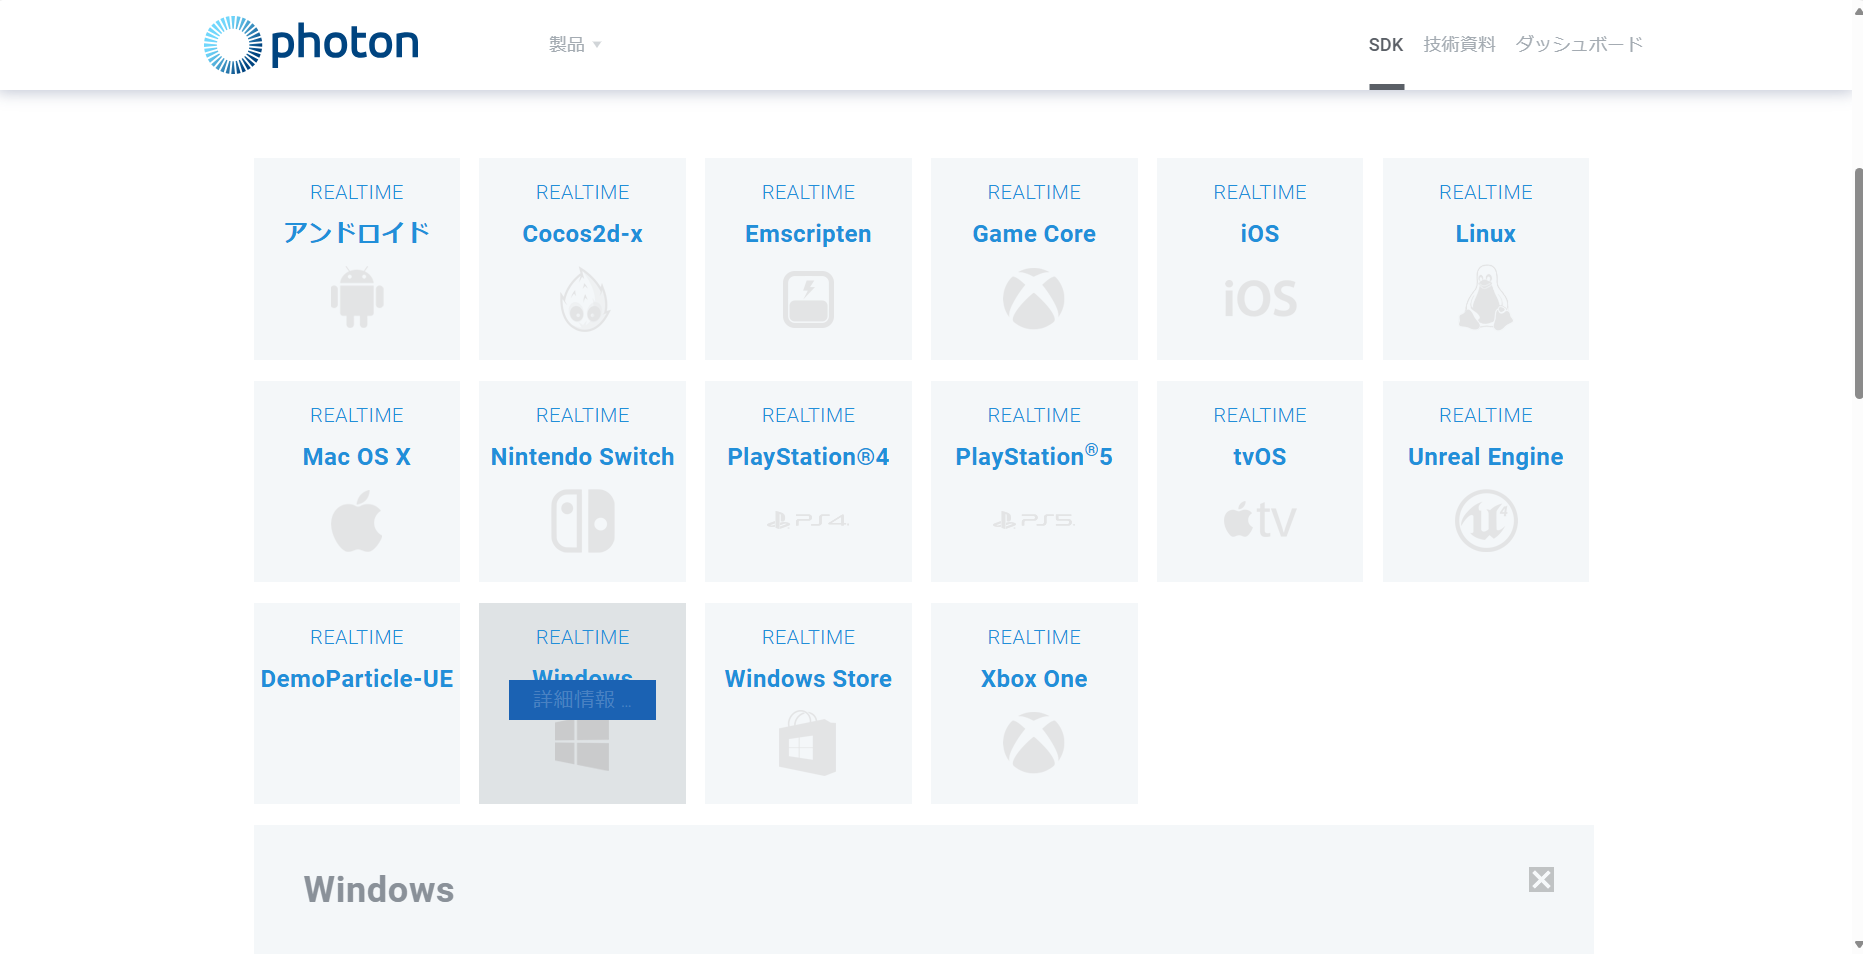 photon
製品
SDK 技術資料 ダッシュボード
REALTIME
アンドロイド
REALTIME
Cocos2d-x
REALTIME
Emscripten
REALTIME
Game Core
REALTIME
iOS
iOS
REALTIME
Linux
REALTIME
Mac OS X
REALTIME
Nintendo Switch
REALTIME
PlayStation®4
PS4
REALTIME
PlayStation®5
PS5
REALTIME
tvOS
tv
REALTIME
Unreal Engine
u4
REALTIME
DemoParticle-UE
REALTIME
Windows
詳細情報 ...
REALTIME
Windows Store
REALTIME
Xbox One
Windows